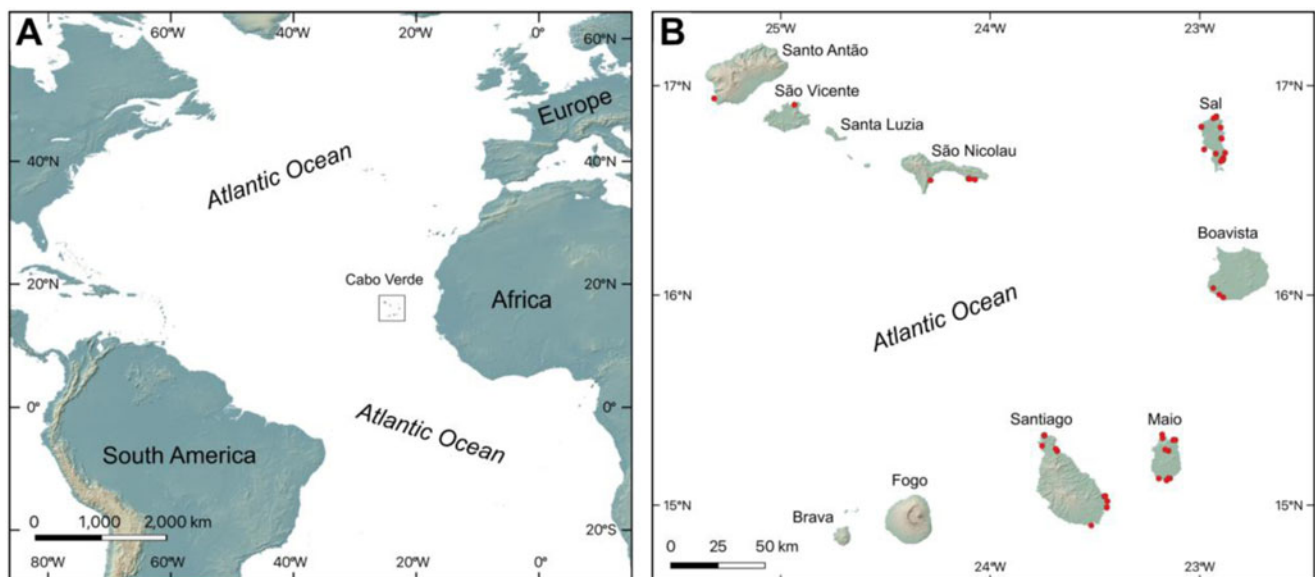 A
60°W
40°W
20°W
0°
60°N
Europe
Atlantic Ocean
40°N
40°N
Cabo Verde
20°N
20°N
Africa
0°
0°
Atlantic Ocean
South America
0 1,000 2,000 km
20°S
80°W
60°W
40°W
20°W
0°
B
25°W
24°W
23°W
Santo Antão
17°N
17°N
São Vicente
Sal
Santa Luzia
São Nicolau
Boavista
16°N
16°N
Atlantic Ocean
Santiago
Maio
Fogo
15°N
15°N
Brava
0 25 50 km
25°W
24°W
23°W